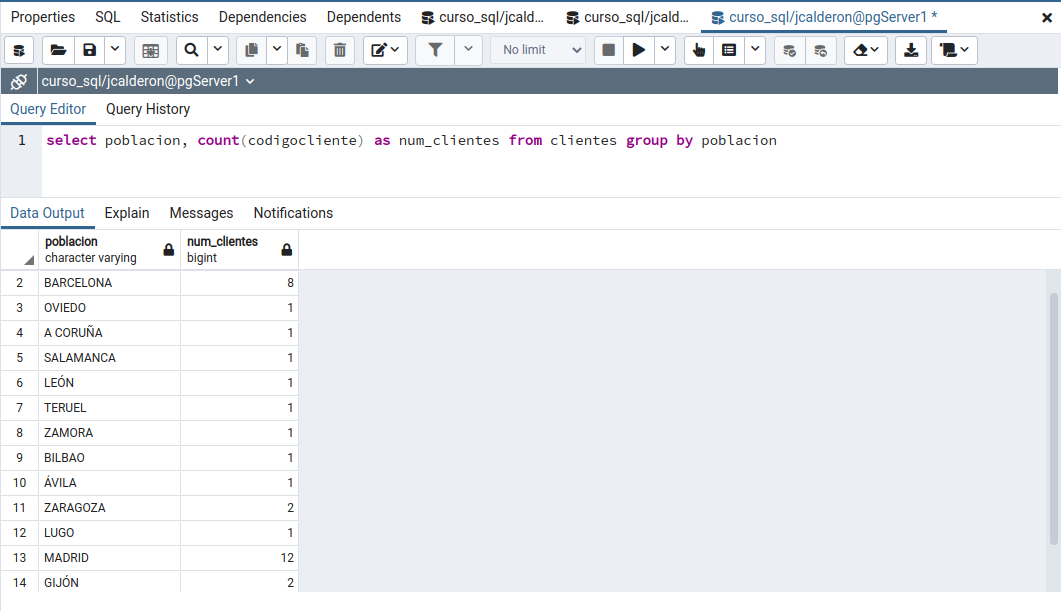 Properties SQL Statistics Dependencies Dependents curso_sql/jcald... curso_sql/jcald... curso_sql/jcalderon@pgServer1 *
No limit
curso_sql/jcalderon@pgServer1
Query Editor Query History
1 select poblacion, count(codigocliente) as num_clientes from clientes group by poblacion
Data Output Explain Messages Notifications
poblacion num_clientes
character varying bigint
2 BARCELONA 8
3 OVIEDO 1
4 A CORUÑA 1
5 SALAMANCA 1
6 LEÓN 1
7 TERUEL 1
8 ZAMORA 1
9 BILBAO 1
10 ÁVILA 1
11 ZARAGOZA 2
12 LUGO 1
13 MADRID 12
14 GIJÓN 2